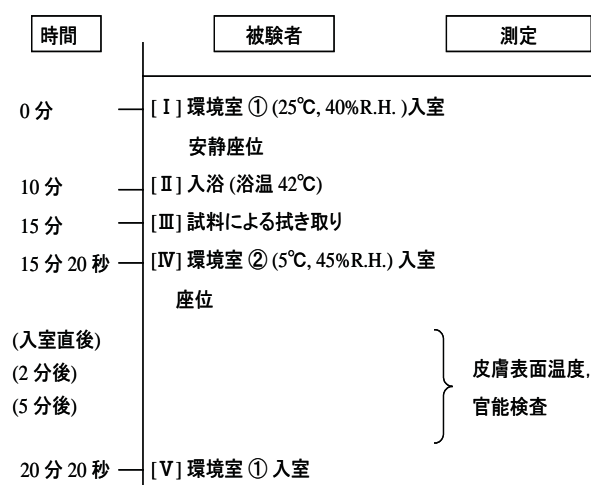 時間 被験者 測定
0分 [Ⅰ] 環境室 ① (25℃, 40%R.H. )入室
安静座位
10分 [Ⅱ] 入浴 (浴温 42℃)
15分 [Ⅲ] 試料による拭き取り
15分20秒 [Ⅳ] 環境室 ② (5℃, 45%R.H.) 入室
座位
(入室直後)
(2分後) 皮膚表面温度,
(5分後) 官能検査
20分20秒 [Ⅴ] 環境室 ① 入室